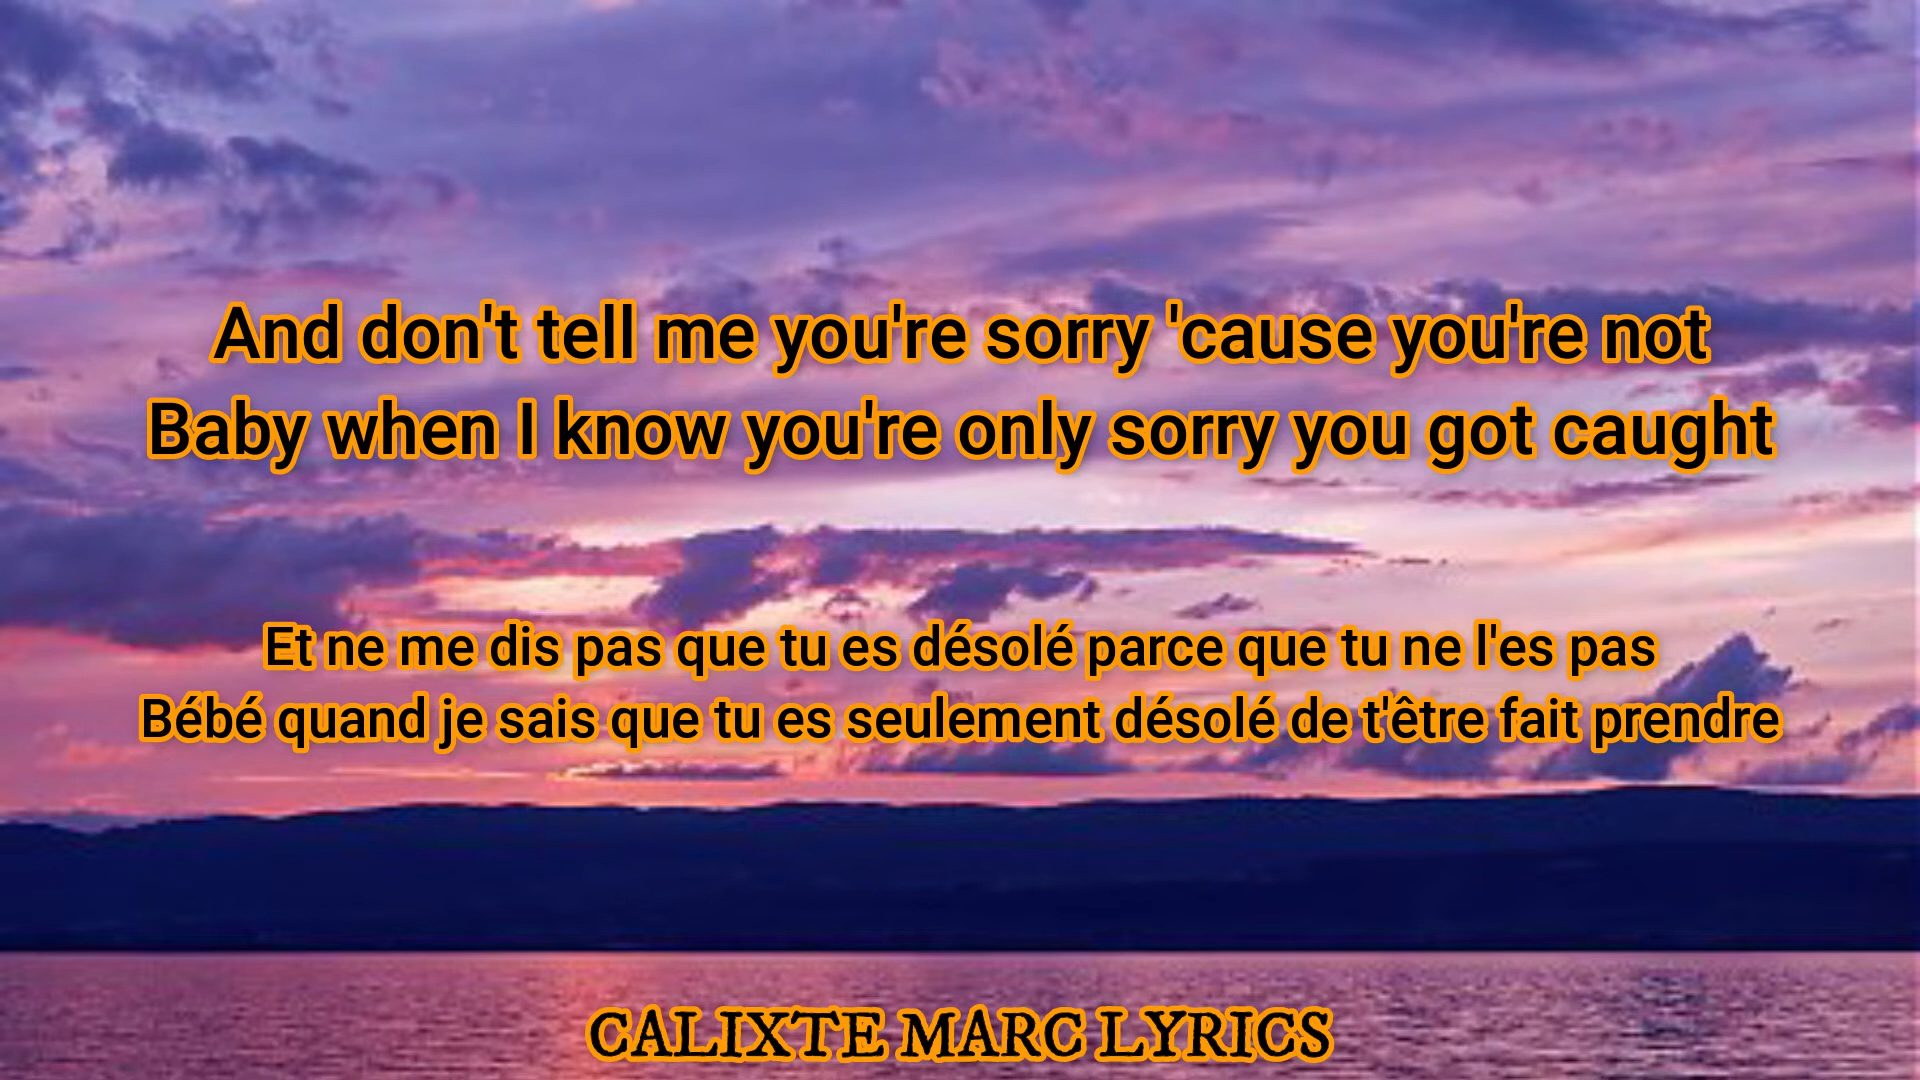 And don't tell me you're sorry 'cause you're not
Baby when I know you're only sorry you got caught
Et ne me dis pas que tu es désolé parce que tu ne l'es pas
Bébé quand je sais que tu es seulement désolé de t'être fait prendre
CALIXTE MARC LYRICS